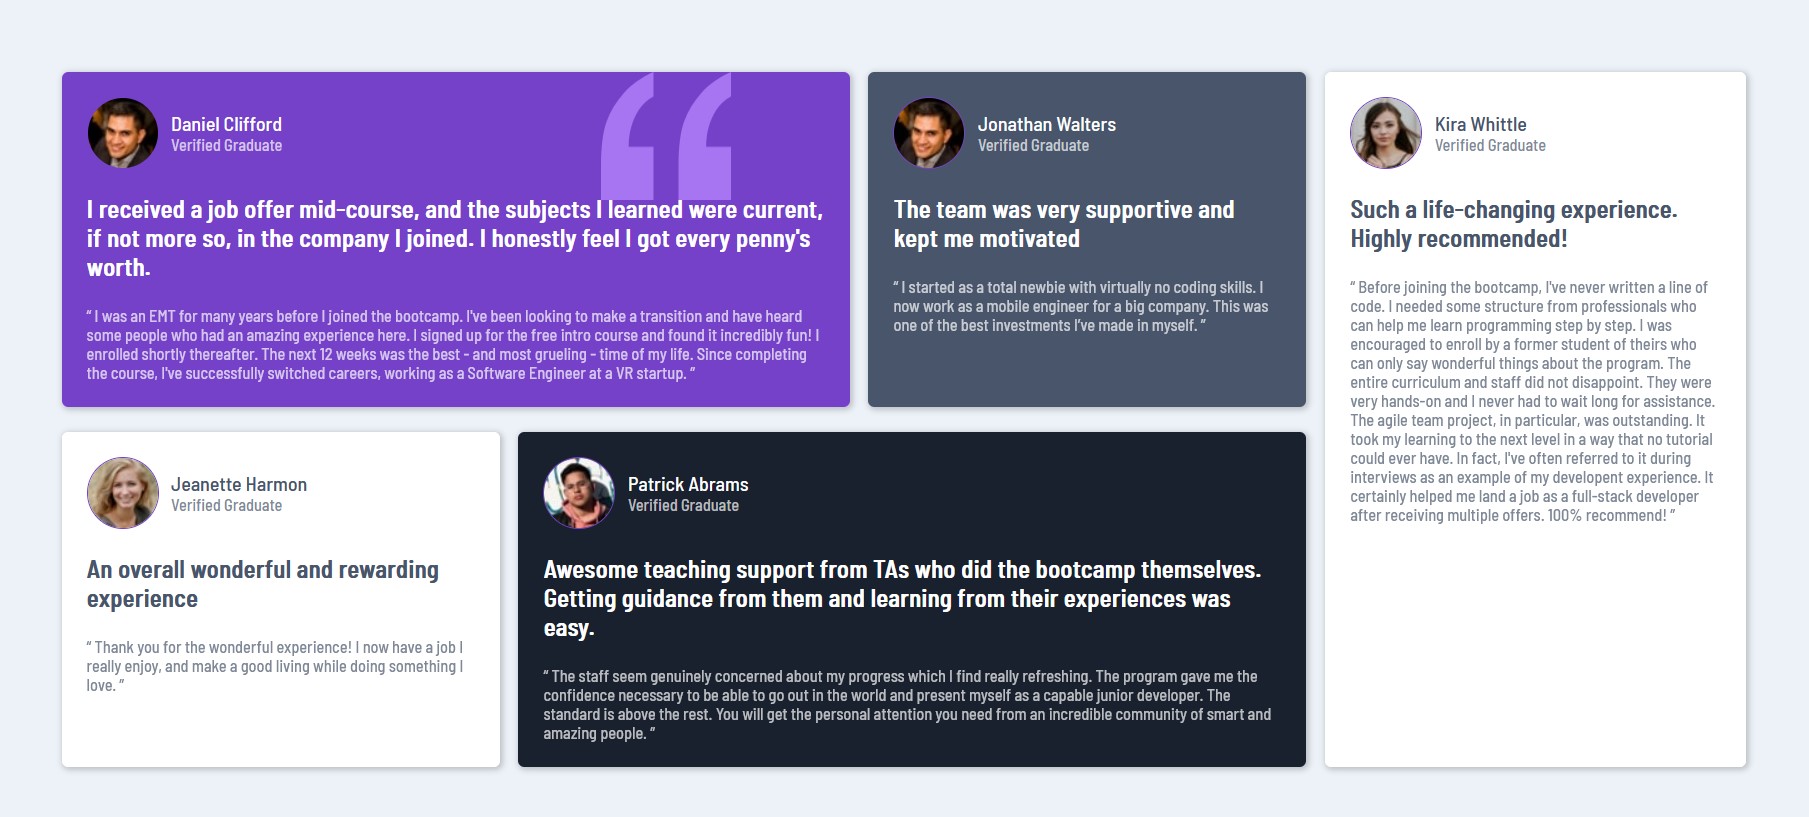 Daniel Clifford
Verified Graduate
I received a job offer mid-course, and the subjects I learned were current,
if not more so, in the company I joined. I honestly feel I got every penny's
worth.
“ I was an EMT for many years before I joined the bootcamp. I've been looking to make a transition and have heard
some people who had an amazing experience here. I signed up for the free intro course and found it incredibly fun! I
enrolled shortly thereafter. The next 12 weeks was the best - and most grueling - time of my life. Since completing
the course, I've successfully switched careers, working as a Software Engineer at a VR startup. ”
Jonathan Walters
Verified Graduate
The team was very supportive and
kept me motivated
“ I started as a total newbie with virtually no coding skills. I
now work as a mobile engineer for a big company. This was
one of the best investments I've made in myself. ”
Kira Whittle
Verified Graduate
Such a life-changing experience.
Highly recommended!
“ Before joining the bootcamp, I've never written a line of
code. I needed some structure from professionals who
can help me learn programming step by step. I was
encouraged to enroll by a former student of theirs who
can only say wonderful things about the program. The
entire curriculum and staff did not disappoint. They were
very hands-on and I never had to wait long for assistance.
The agile team project, in particular, was outstanding. It
took my learning to the next level in a way that no tutorial
could ever have. In fact, I've often referred to it during
interviews as an example of my developent experience. It
certainly helped me land a job as a full-stack developer
after receiving multiple offers. 100% recommend! ”
Jeanette Harmon
Verified Graduate
An overall wonderful and rewarding
experience
“ Thank you for the wonderful experience! I now have a job I
really enjoy, and make a good living while doing something I
love. ”
Patrick Abrams
Verified Graduate
Awesome teaching support from TAs who did the bootcamp themselves.
Getting guidance from them and learning from their experiences was
easy.
“ The staff seem genuinely concerned about my progress which I find really refreshing. The program gave me the
confidence necessary to be able to go out in the world and present myself as a capable junior developer. The
standard is above the rest. You will get the personal attention you need from an incredible community of smart and
amazing people. ”